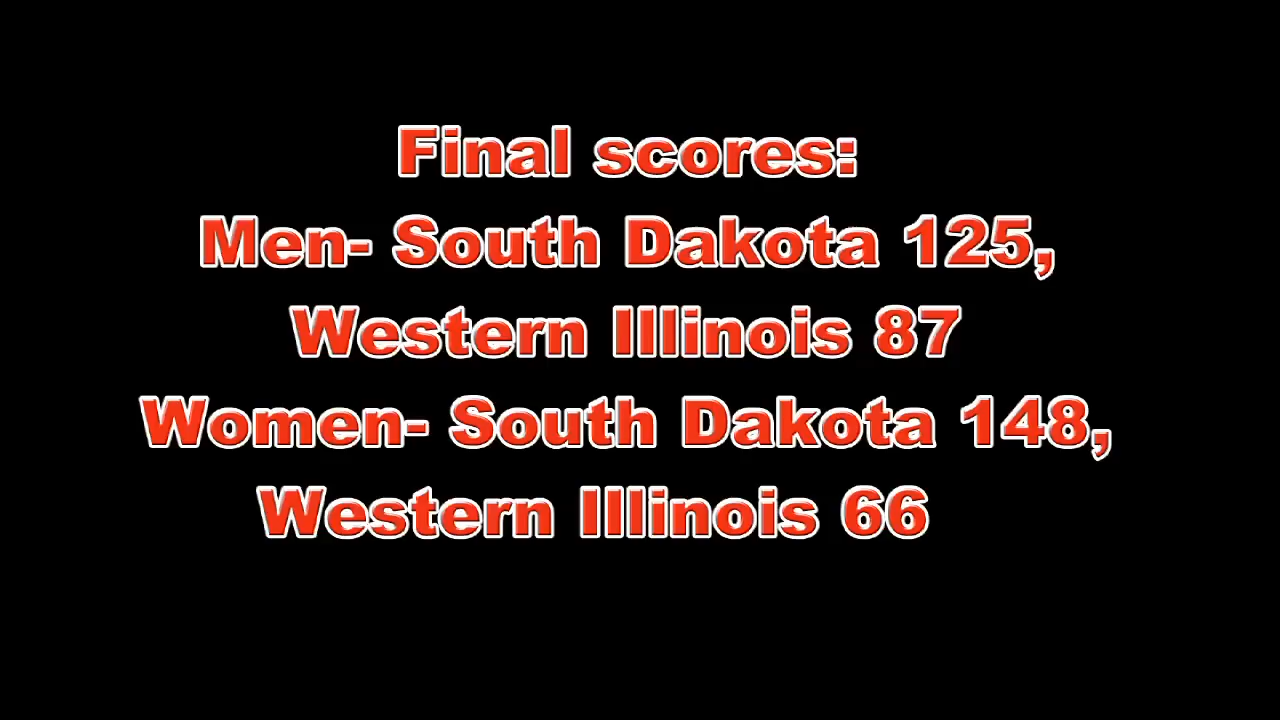 Final scores:
Men- South Dakota 125,
Western Illinois 87
Women- South Dakota 148,
Western Illinois 66